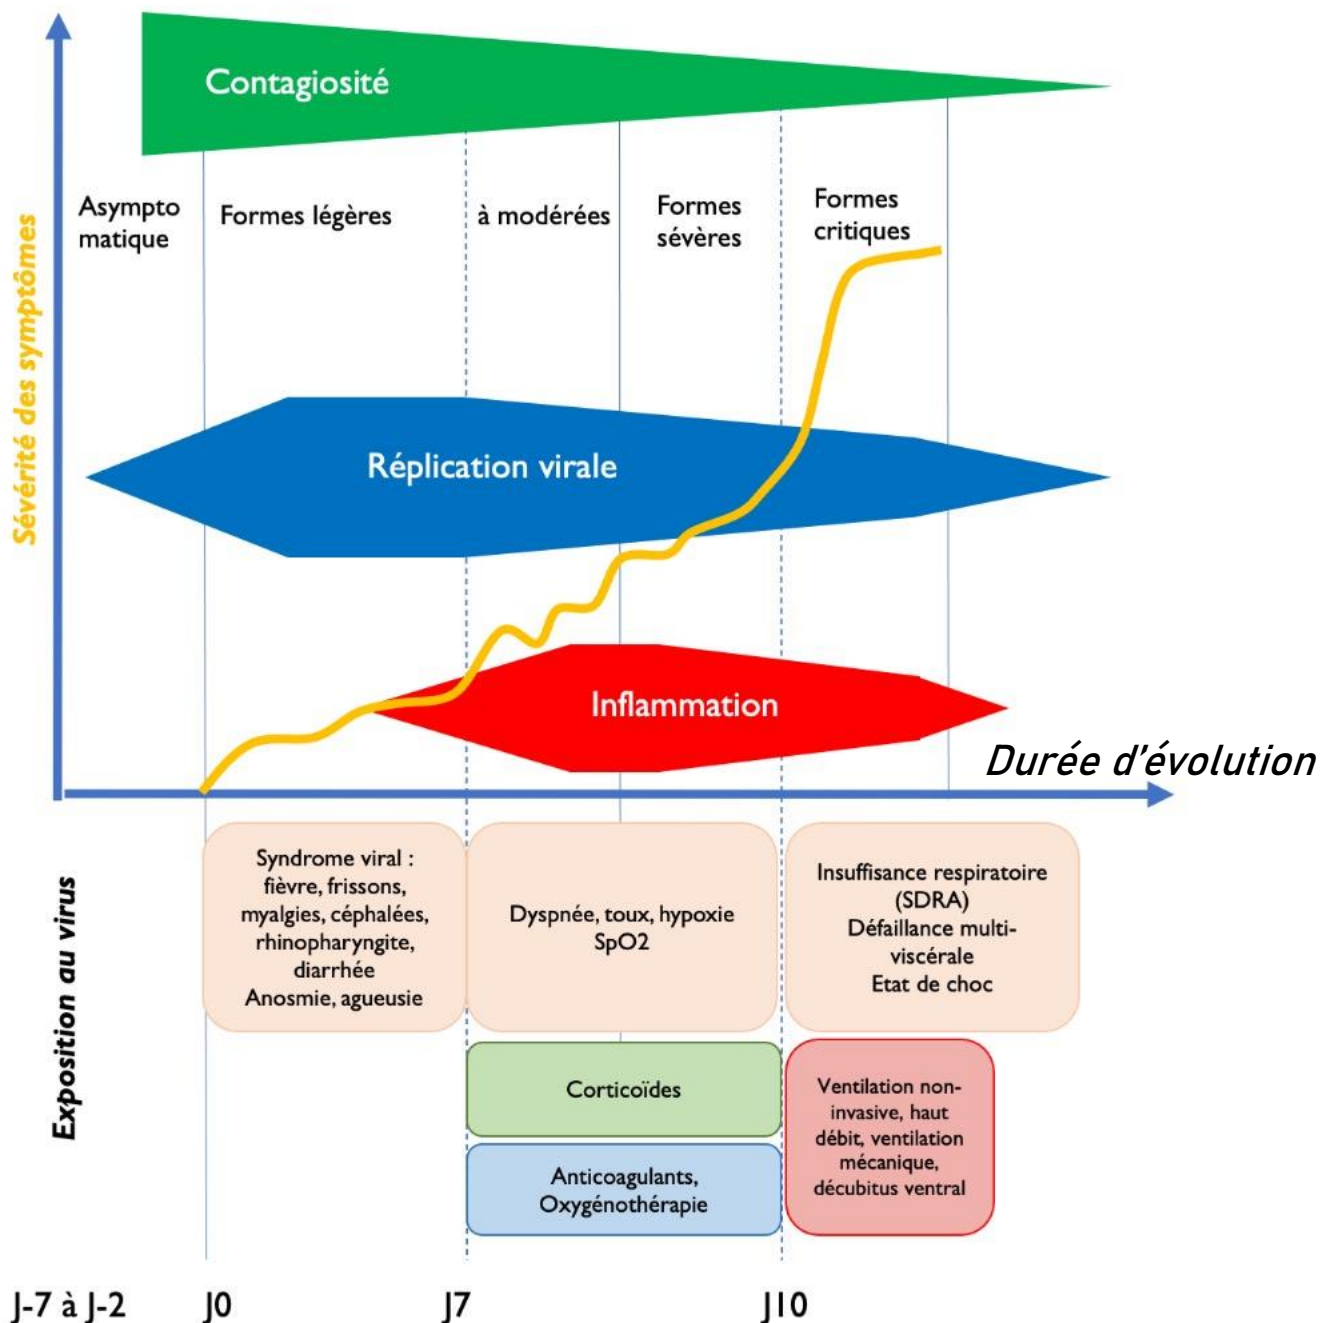 Contagiosité
Asympto
matique
Formes légères
à modérées
Formes
sévères
Formes
critiques
Sévérité des symptômes
Réplication virale
Inflammation
Durée d'évolution
Exposition au virus
Syndrome viral :
fièvre, frissons,
myalgies, céphalées,
rhinopharyngite,
diarrhée
Anosmie, agueusie
Dyspnée, toux, hypoxie
SpO2
Insuffisance respiratoire
(SDRA)
Défaillance multi-
viscérale
Etat de choc
Corticoïdes
Anticoagulants,
Oxygénothérapie
Ventilation non-
invasive, haut
débit, ventilation
mécanique,
décubitus ventral
J-7 à J-2
J0
J7
J10